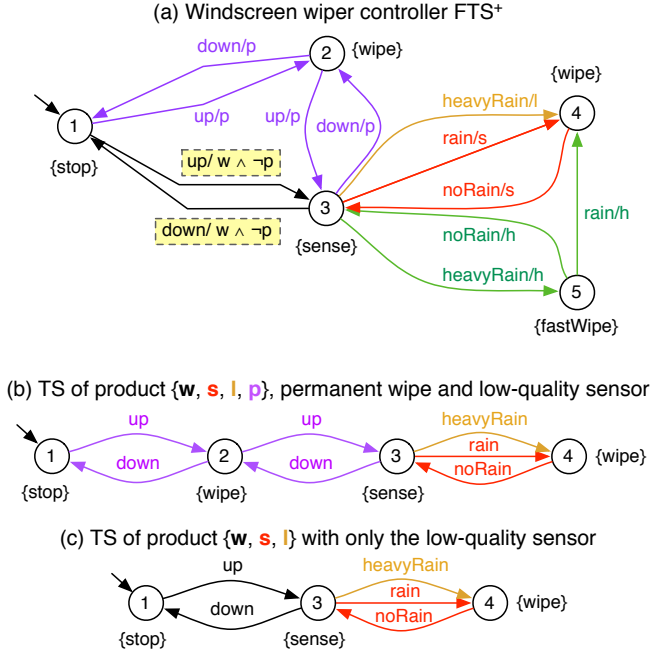 (a) Windscreen wiper controller FTS+
down/p
2
{wipe}
{wipe}
heavyRain/l
1
up/p
up/p
down/p
4
rain/s
{stop}
up/ w ∧ ¬p
noRain/s
3
rain/h
down/ w ∧ ¬p
noRain/h
{sense}
heavyRain/h
5
{fastWipe}
(b) TS of product {w, s, l, p}, permanent wipe and low-quality sensor
up
up
heavyRain
rain
1
down
2
down
3
noRain
4
{wipe}
{stop}
{wipe}
{sense}
(c) TS of product {w, s, l} with only the low-quality sensor
up
heavyRain
rain
1
down
3
noRain
4
{wipe}
{stop}
{sense}